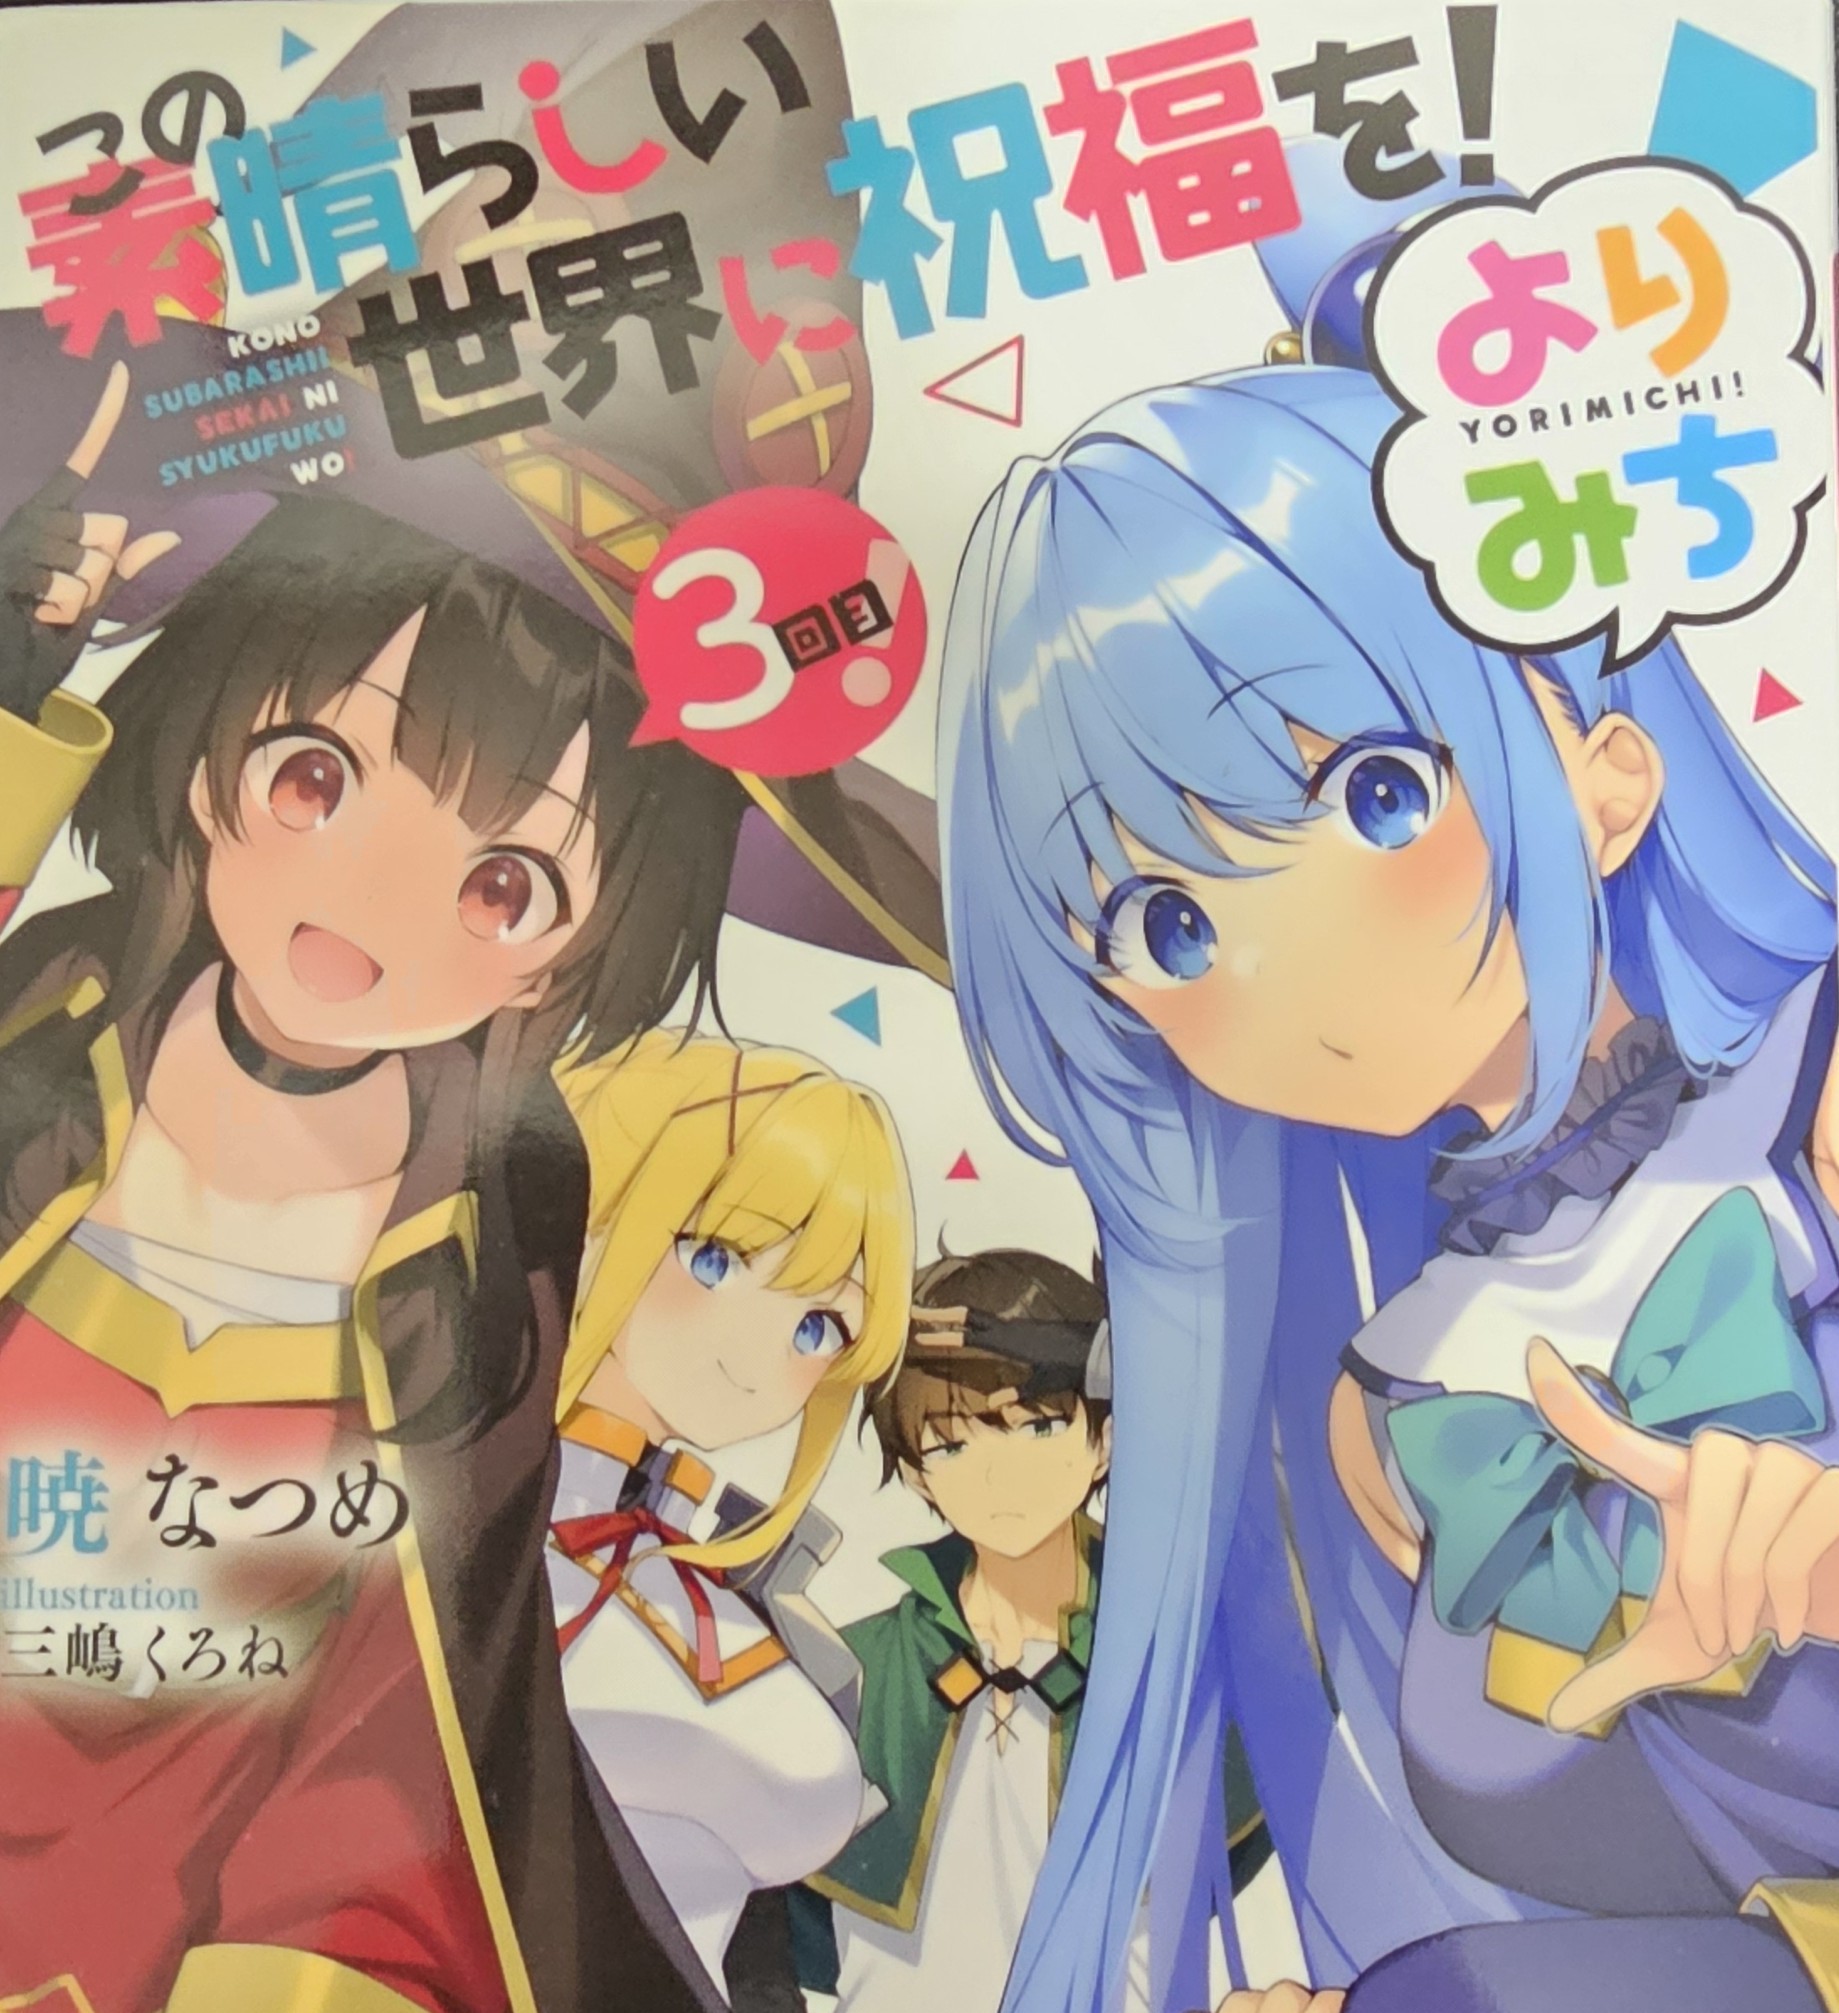 この
素晴らしい
世界に
祝福を!
KONO
SUBARASHII
SEKAI NI
SYUKUFUKU
WO!
より
YORIMICHI!
みち
3回目!
暁 なつめ
illustration
三嶋くろね